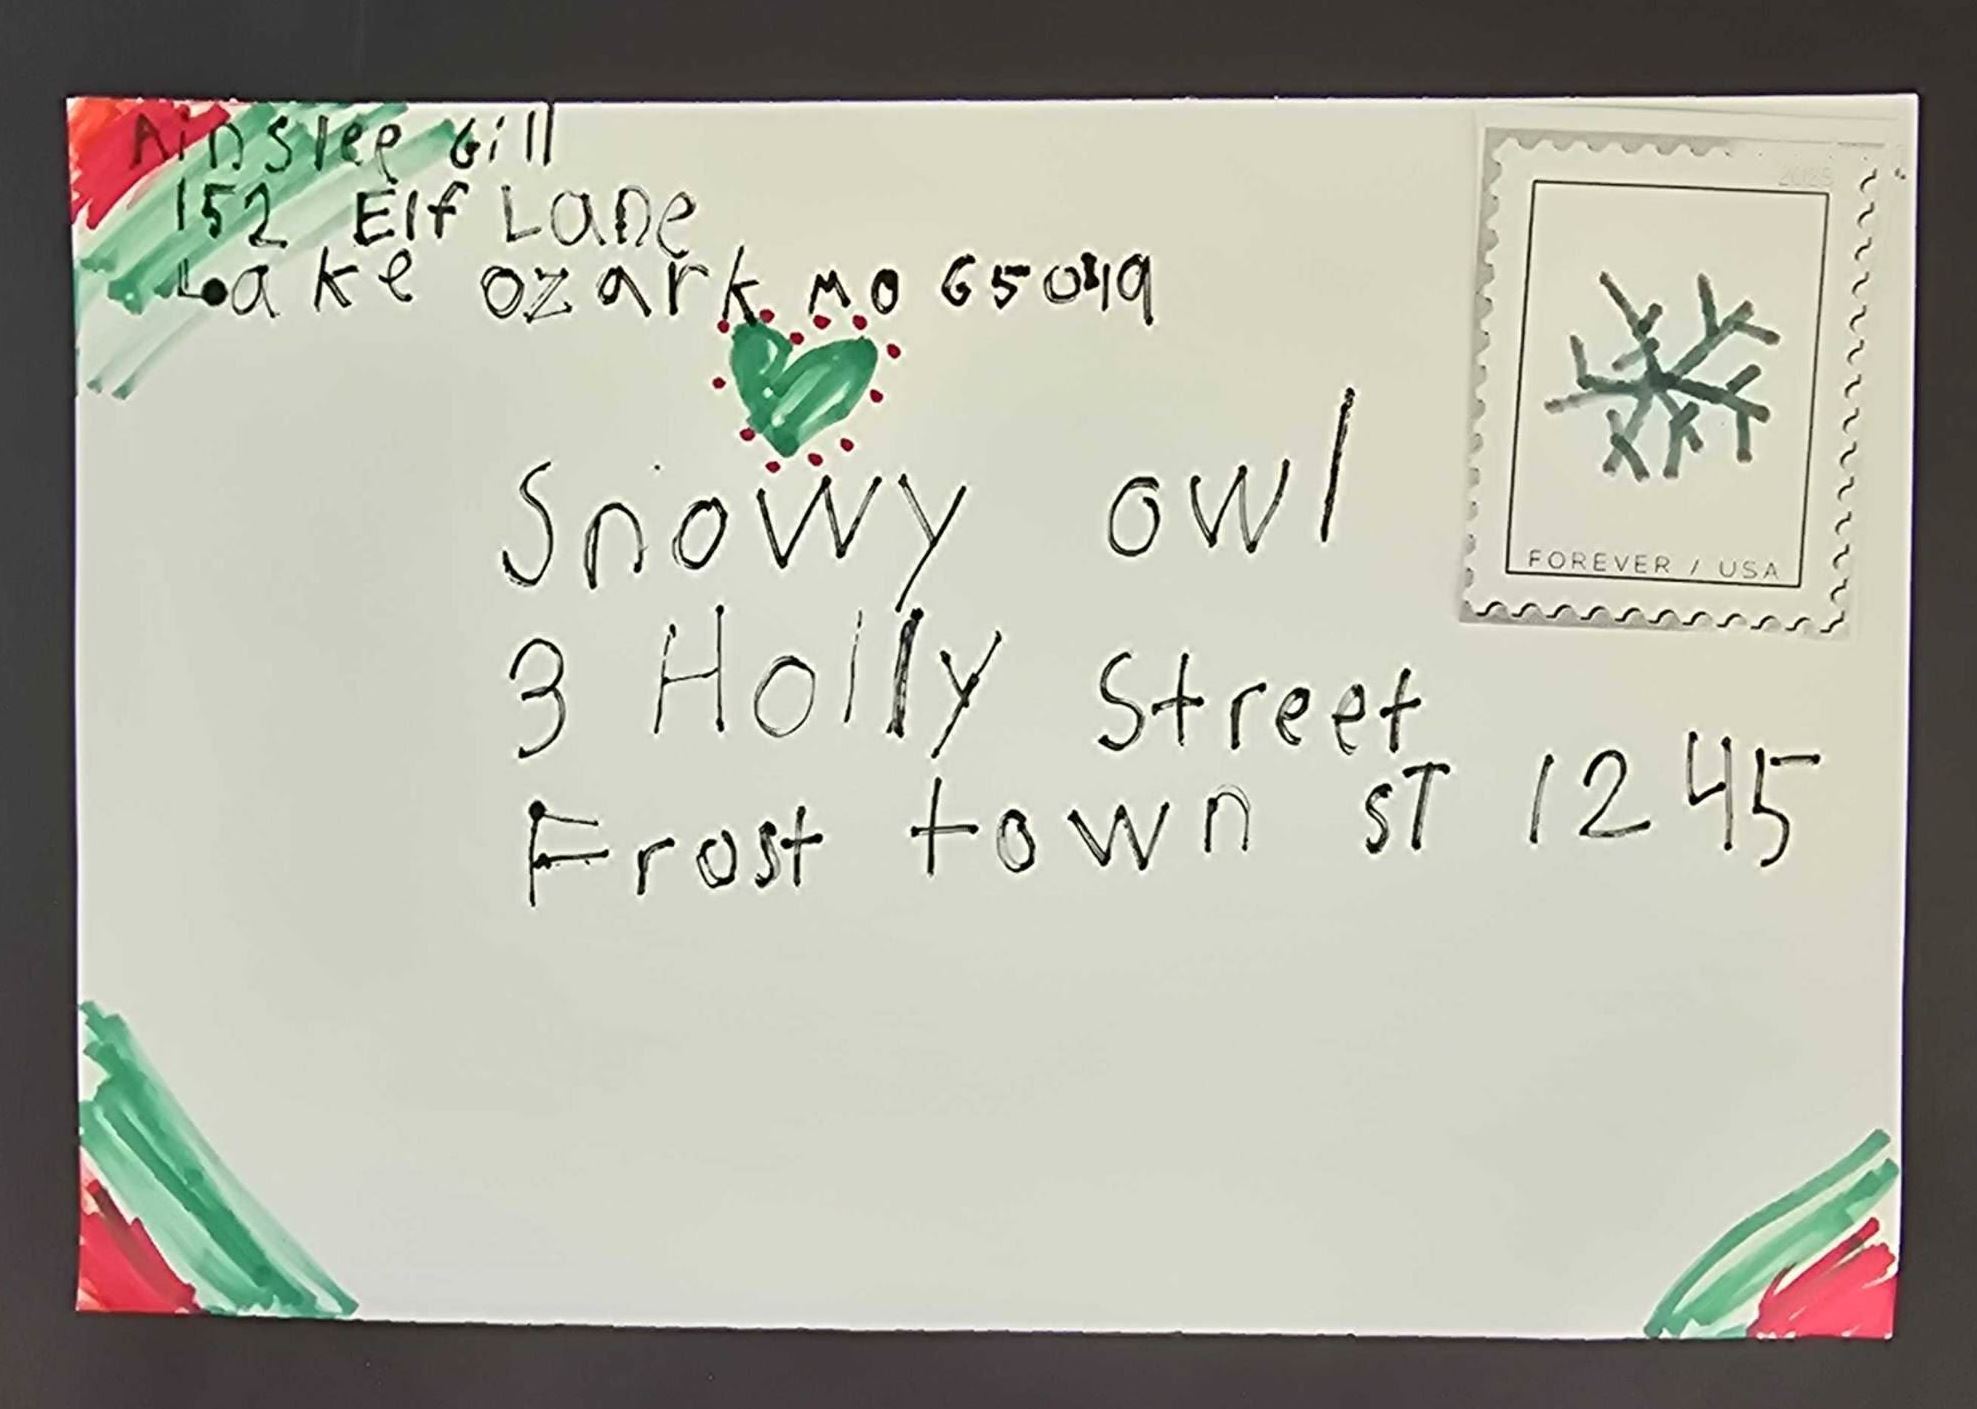 Ainslee Gill
152 Elf Lane
Lake Ozark MO 65049
2025
FOREVER / USA
Snowy owl
3 Holly Street
Frost town ST 1245